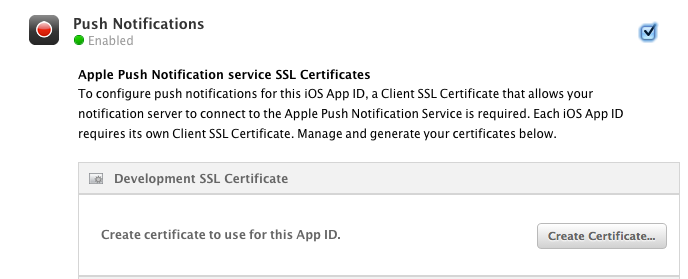 Push Notifications
Enabled
Apple Push Notification service SSL Certificates
To configure push notifications for this iOS App ID, a Client SSL Certificate that allows your
notification server to connect to the Apple Push Notification Service is required. Each iOS App ID
requires its own Client SSL Certificate. Manage and generate your certificates below.
Development SSL Certificate
Create certificate to use for this App ID.
Create Certificate...